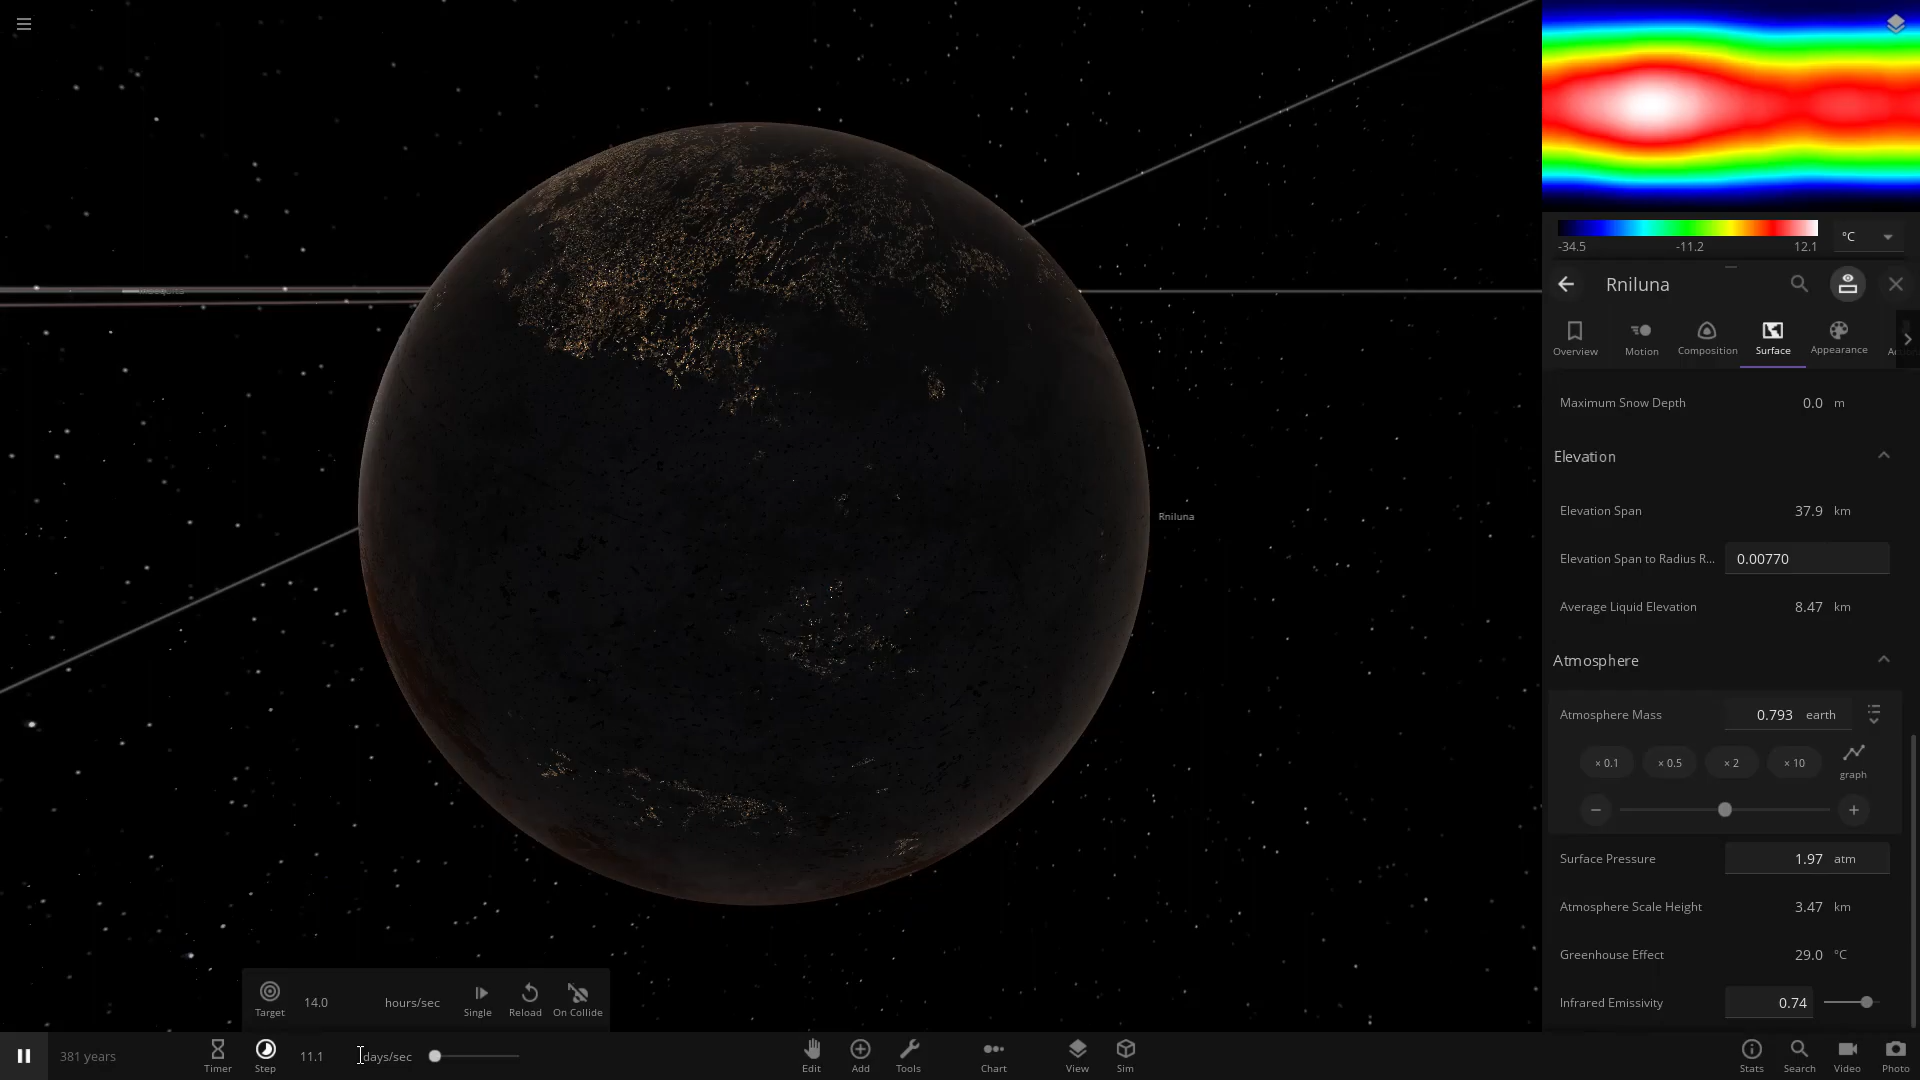 -34.5
-11.2
12.1
°C
Rniluna
Overview
Motion
Composition
Surface
Appearance
Maximum Snow Depth 0.0 m
Elevation
Elevation Span 37.9 km
Elevation Span to Radius R... 0.00770
Average Liquid Elevation 8.47 km
Rniluna
Atmosphere
Atmosphere Mass 0.793 earth
× 0.1
× 0.5
× 2
× 10
graph
Surface Pressure 1.97 atm
Atmosphere Scale Height 3.47 km
Greenhouse Effect 29.0 °C
Infrared Emissivity 0.74
Target
14.0 hours/sec
Single
Reload
On Collide
381 years
Timer
Step
11.1 days/sec
Edit
Add
Tools
Chart
View
Sim
Stats
Search
Video
Photo